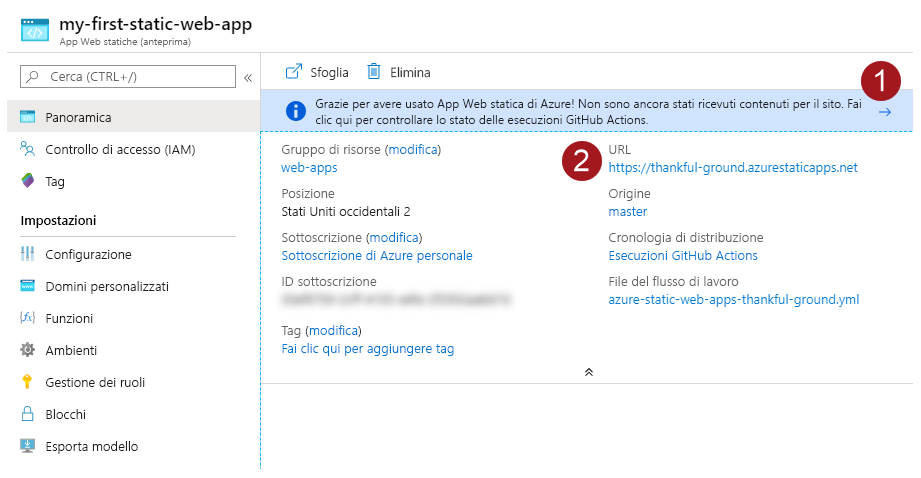 my-first-static-web-app
App Web statiche (anteprima)
Cerca (CTRL+/)
«
Panoramica
Controllo di accesso (IAM)
Tag
Impostazioni
Configurazione
Domini personalizzati
Funzioni
Ambienti
Gestione dei ruoli
Blocchi
Esporta modello
Sfoglia
Elimina
1
Grazie per avere usato App Web statica di Azure! Non sono ancora stati ricevuti contenuti per il sito. Fai
clic qui per controllare lo stato delle esecuzioni GitHub Actions.
Gruppo di risorse (modifica)
web-apps
Posizione
Stati Uniti occidentali 2
Sottoscrizione (modifica)
Sottoscrizione di Azure personale
ID sottoscrizione
Tag (modifica)
Fai clic qui per aggiungere tag
2
URL
https://thankful-ground.azurestaticapps.net
Origine
master
Cronologia di distribuzione
Esecuzioni GitHub Actions
File del flusso di lavoro
azure-static-web-apps-thankful-ground.yml